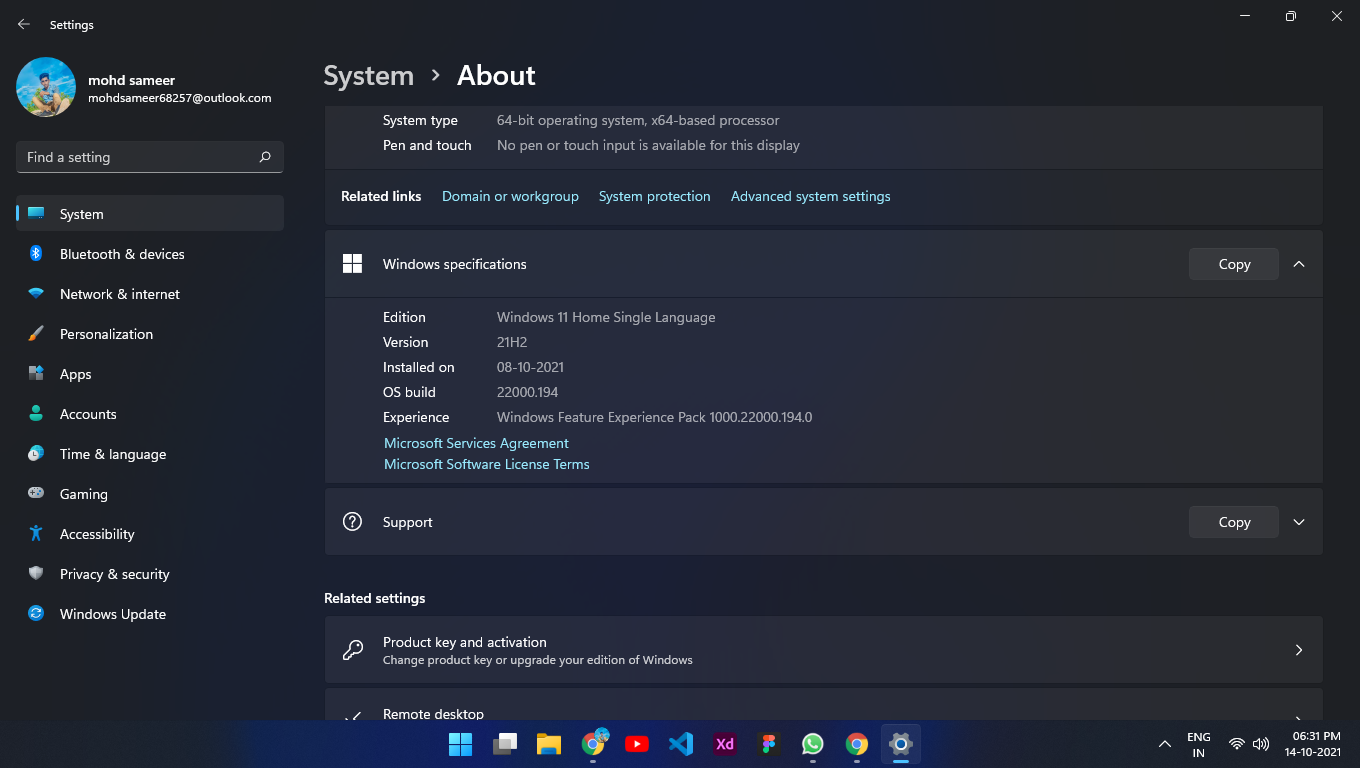 Settings
mohd sameer
mohdsameer68257@outlook.com
Find a setting
System
Bluetooth & devices
Network & internet
Personalization
Apps
Accounts
Time & language
Gaming
Accessibility
Privacy & security
Windows Update
System > About
System type 64-bit operating system, x64-based processor
Pen and touch No pen or touch input is available for this display
Related links Domain or workgroup System protection Advanced system settings
Windows specifications Copy
Edition Windows 11 Home Single Language
Version 21H2
Installed on 08-10-2021
OS build 22000.194
Experience Windows Feature Experience Pack 1000.22000.194.0
Microsoft Services Agreement
Microsoft Software License Terms
Support Copy
Related settings
Product key and activation
Change product key or upgrade your edition of Windows
Remote desktop
Xd
ENG
IN
06:31 PM
14-10-2021